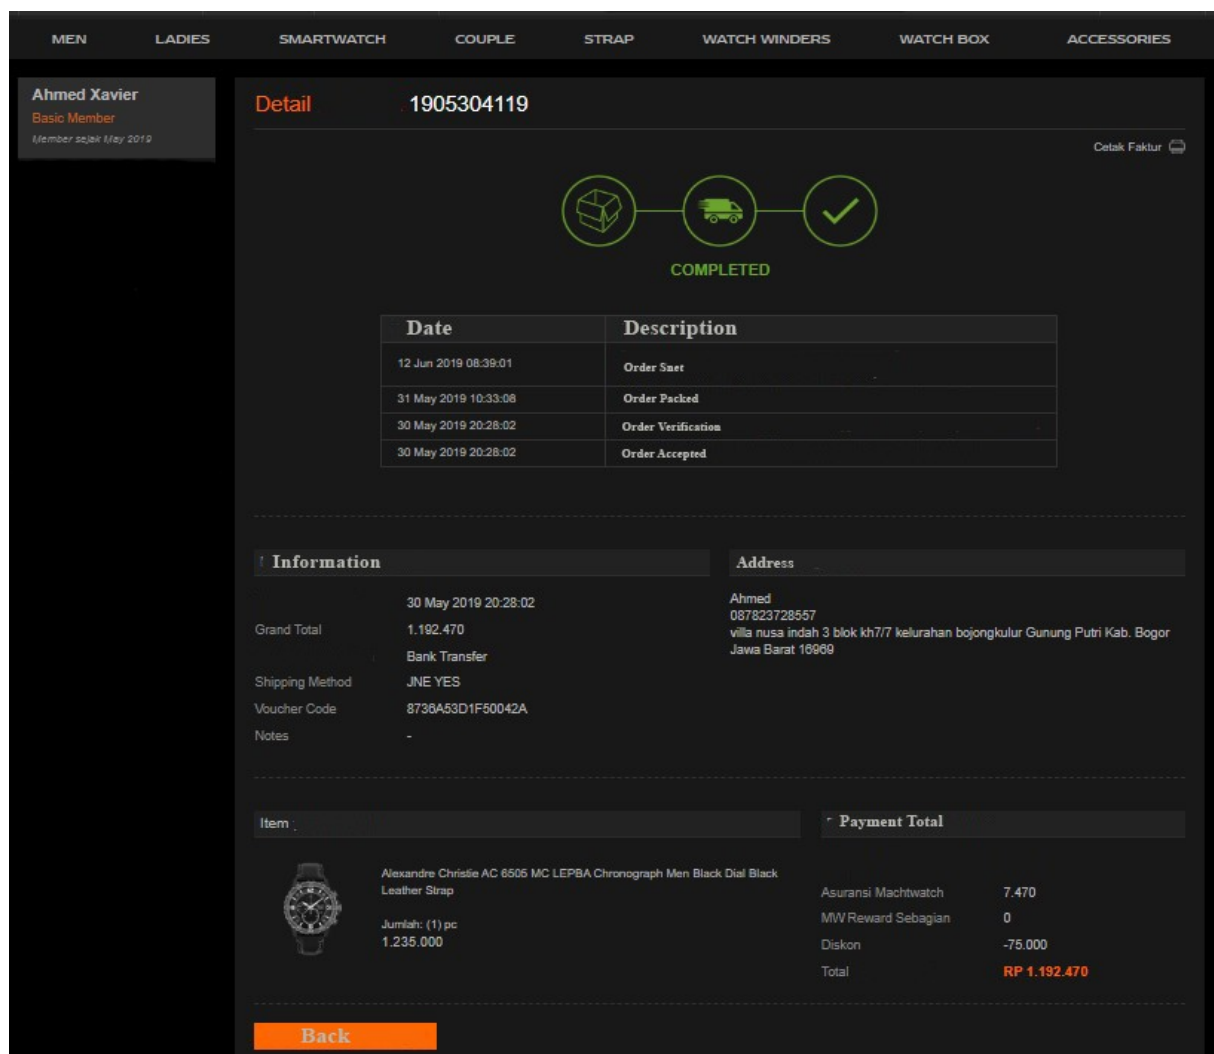 MEN LADIES SMARTWATCH COUPLE STRAP WATCH WINDERS WATCH BOX ACCESSORIES
Ahmed Xavier
Basic Member
Member sejak May 2019
Detail 1905304119
Cetak Faktur
COMPLETED
Date Description
12 Jun 2019 08:39:01 Order Snet
31 May 2019 10:33:08 Order Packed
30 May 2019 20:28:02 Order Verification
30 May 2019 20:28:02 Order Accepted
Information
30 May 2019 20:28:02
Grand Total 1.192.470
Bank Transfer
Shipping Method JNE YES
Voucher Code 8736A53D1F50042A
Notes -
Address
Ahmed
087823728557
villa nusa indah 3 blok kh7/7 kelurahan bojongkulur Gunung Putri Kab. Bogor
Jawa Barat 16969
Item
Alexandre Christie AC 6505 MC LEPBA Chronograph Men Black Dial Black
Leather Strap
Jumlah: (1) pc
1.235.000
Payment Total
Asuransi Machtwatch 7.470
MW Reward Sebagian 0
Diskon -75.000
Total RP 1.192.470
Back